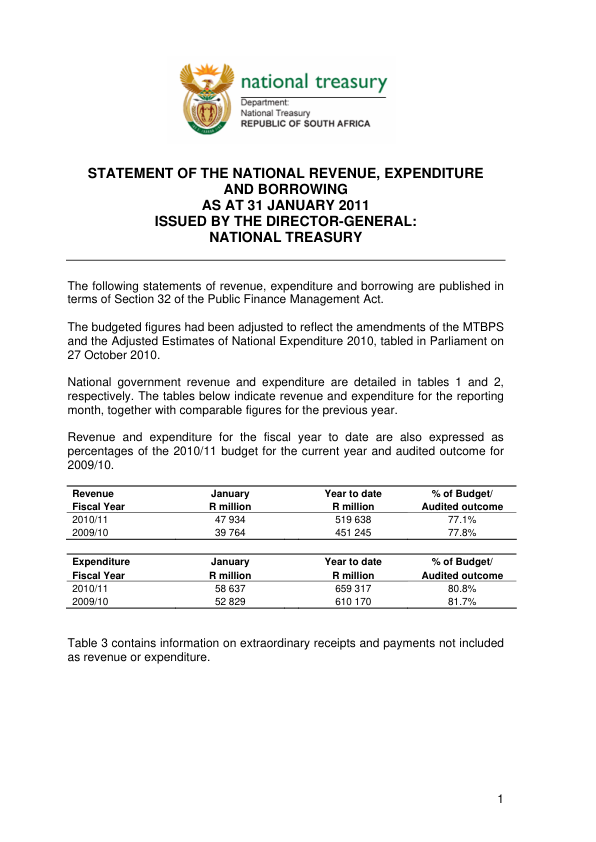 national treasury
Department:
National Treasury
REPUBLIC OF SOUTH AFRICA
STATEMENT OF THE NATIONAL REVENUE, EXPENDITURE
AND BORROWING
AS AT 31 JANUARY 2011
ISSUED BY THE DIRECTOR-GENERAL:
NATIONAL TREASURY
The following statements of revenue, expenditure and borrowing are published in
terms of Section 32 of the Public Finance Management Act.
The budgeted figures had been adjusted to reflect the amendments of the MTBPS
and the Adjusted Estimates of National Expenditure 2010, tabled in Parliament on
27 October 2010.
National government revenue and expenditure are detailed in tables 1 and 2,
respectively. The tables below indicate revenue and expenditure for the reporting
month, together with comparable figures for the previous year.
Revenue and expenditure for the fiscal year to date are also expressed as
percentages of the 2010/11 budget for the current year and audited outcome for
2009/10.
Revenue January Year to date % of Budget/
Fiscal Year R million R million Audited outcome
2010/11 47 934 519 638 77.1%
2009/10 39 764 451 245 77.8%
Expenditure January Year to date % of Budget/
Fiscal Year R million R million Audited outcome
2010/11 58 637 659 317 80.8%
2009/10 52 829 610 170 81.7%
Table 3 contains information on extraordinary receipts and payments not included
as revenue or expenditure.
1